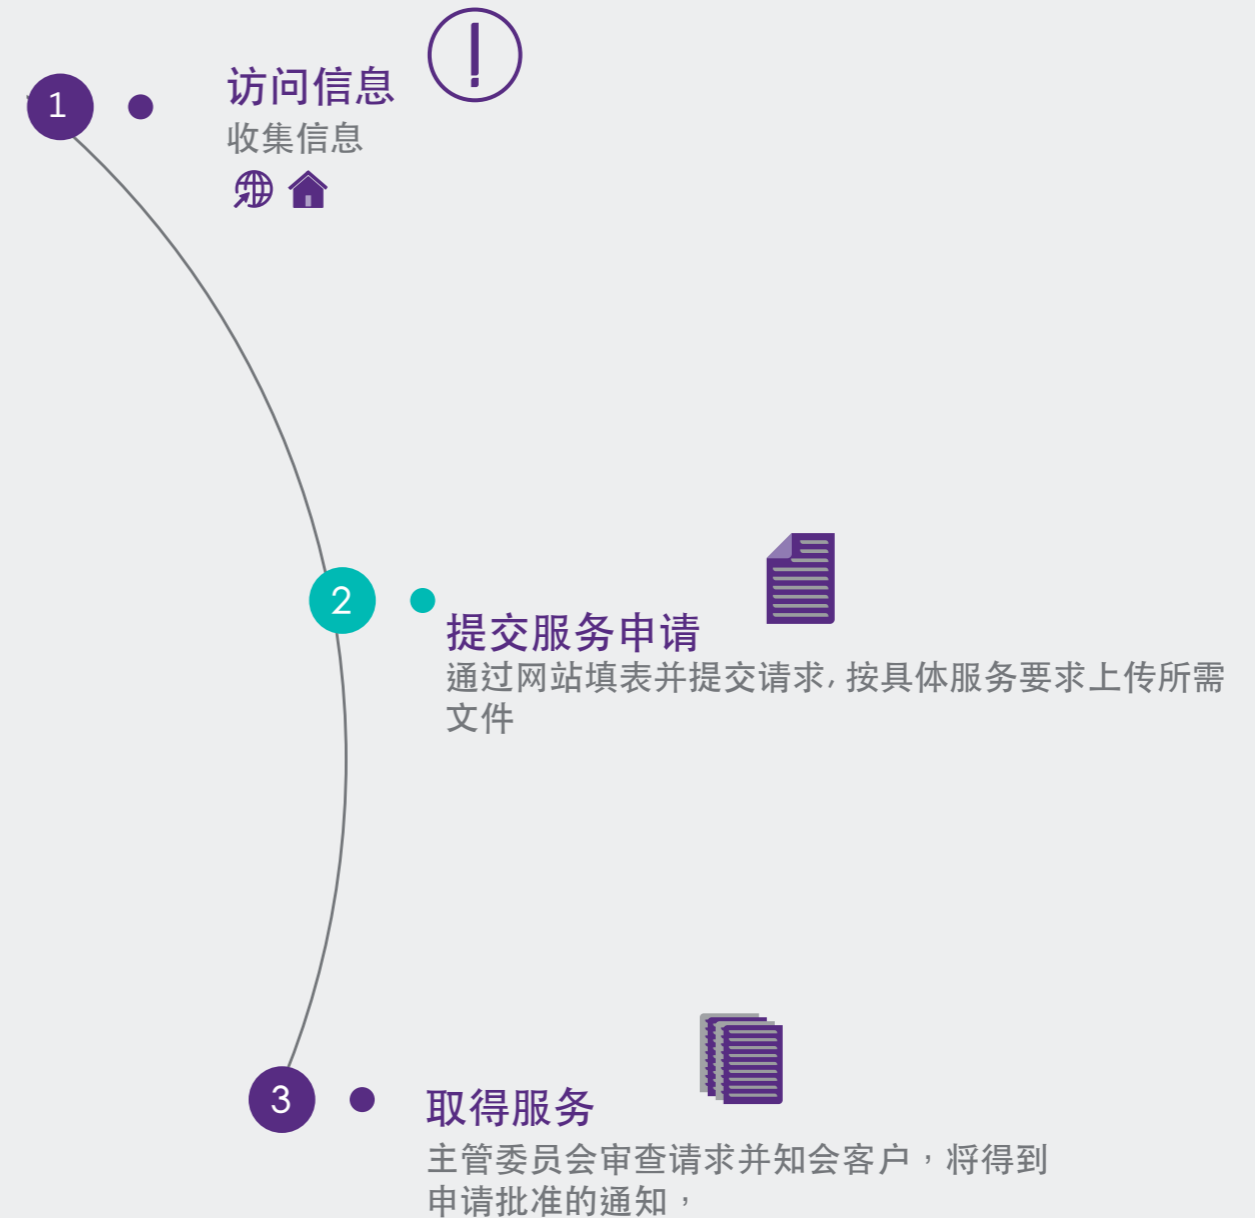 1
访问信息
收集信息
2
提交服务申请
通过网站填表并提交请求, 按具体服务要求上传所需
文件
3
取得服务
主管委员会审查请求并知会客户，将得到
申请批准的通知，